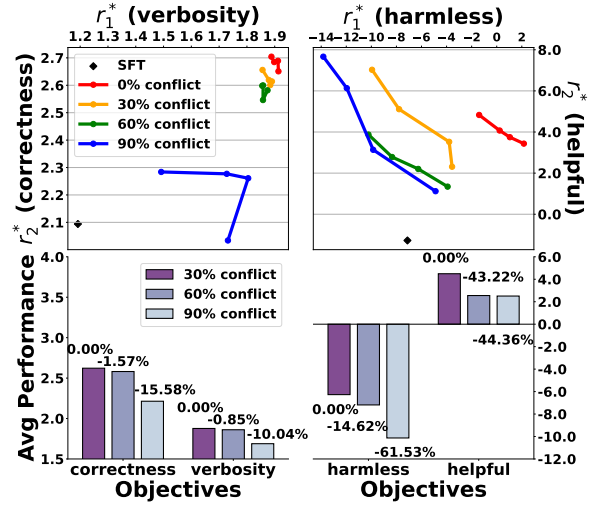 r₁* (verbosity)
1.2 1.3 1.4 1.5 1.6 1.7 1.8 1.9
2.7
2.6
2.5
2.4
2.3
2.2
2.1
r₂* (correctness)
SFT
0% conflict
30% conflict
60% conflict
90% conflict
r₁* (harmless)
−14 −12 −10 −8 −6 −4 −2 0 2
8.0
6.0
4.0
2.0
0.0
r₂* (helpful)
4.0
3.5
3.0
2.5
2.0
1.5
Avg Performance
30% conflict
60% conflict
90% conflict
0.00%
-1.57%
-15.58%
0.00%
-0.85%
-10.04%
correctness verbosity
Objectives
0.00%
-43.22%
-44.36%
0.00%
-14.62%
-61.53%
6.0
4.0
2.0
0.0
-2.0
-4.0
-6.0
-8.0
-10.0
-12.0
harmless helpful
Objectives